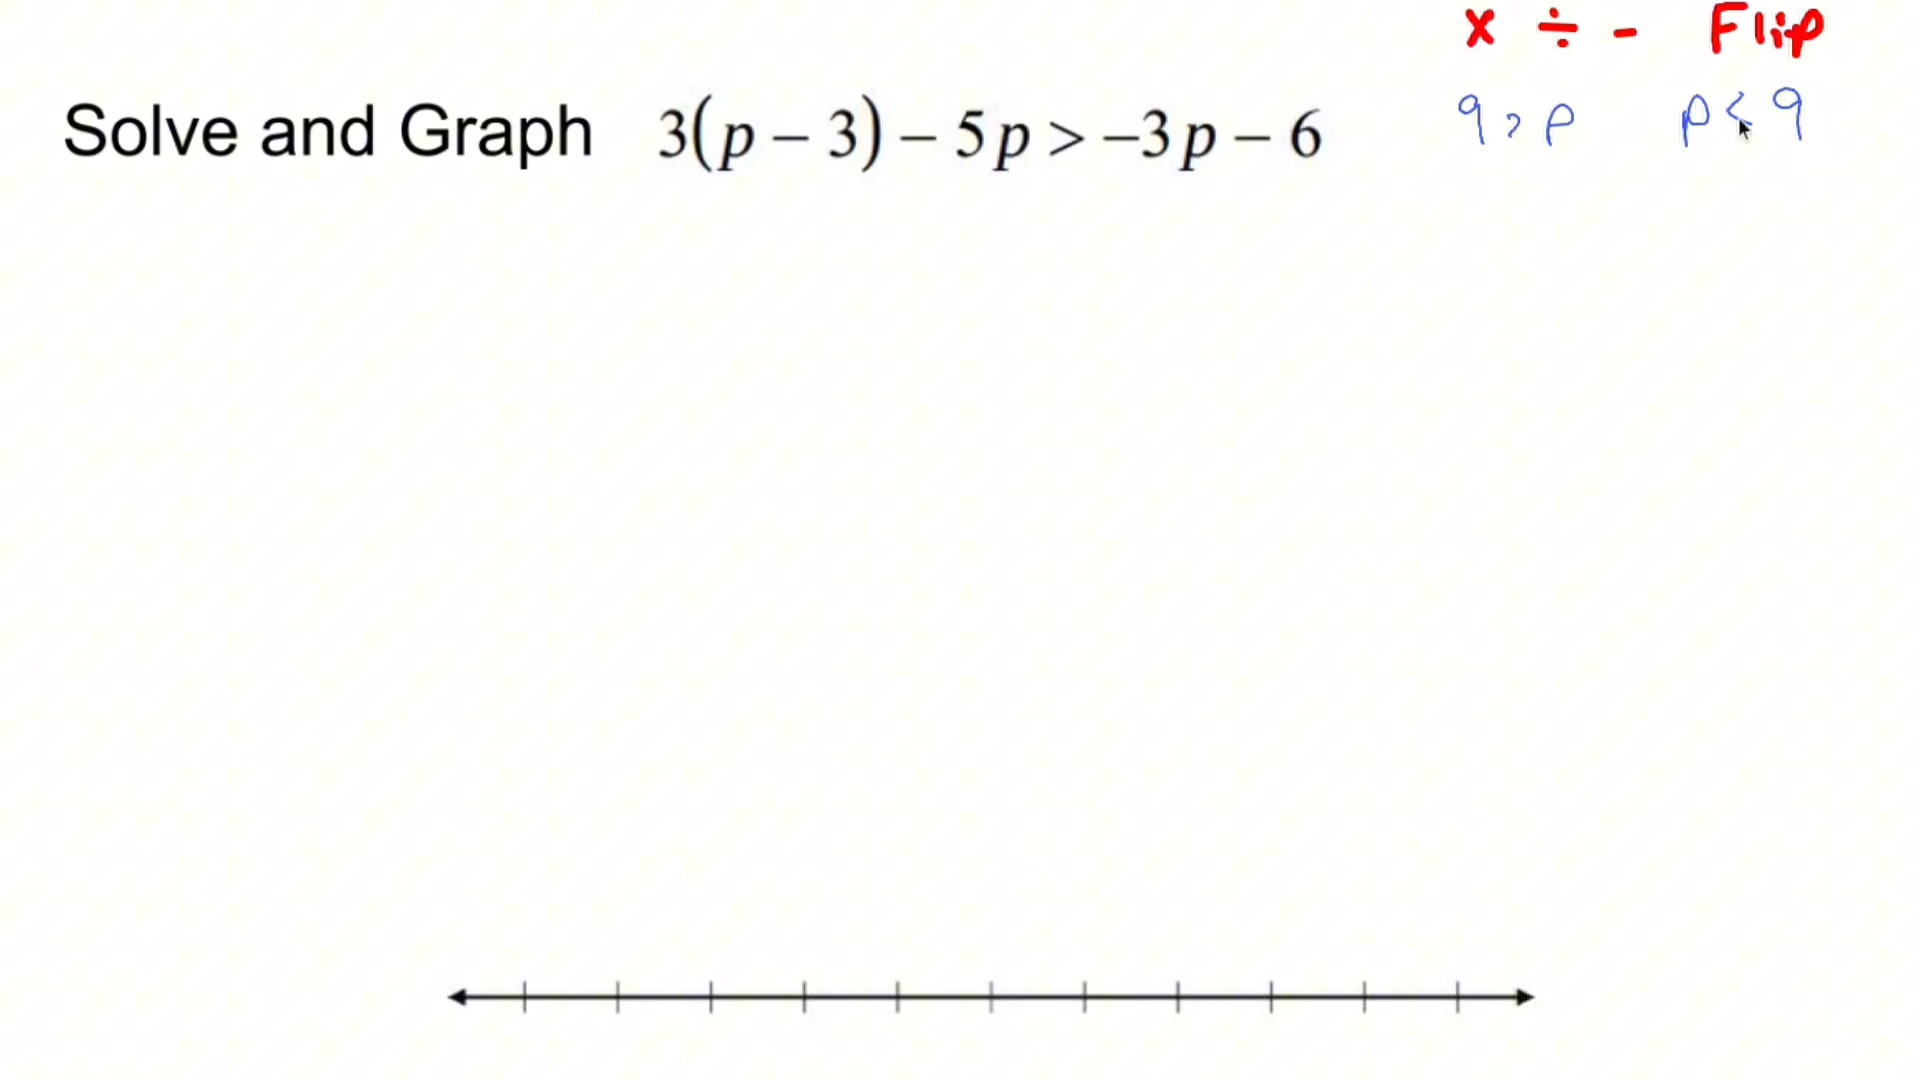 x ÷ - Flip
Solve and Graph 3(p – 3) – 5p > –3p – 6
9 > p p < 9